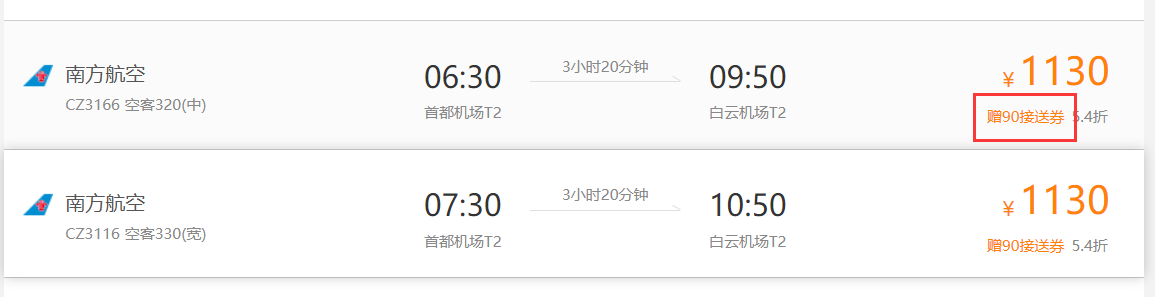 南方航空 06:30 3小时20分钟 09:50 ¥1130
CZ3166 空客320(中) 首都机场T2 白云机场T2 赠90接送券 5.4折
南方航空 07:30 3小时20分钟 10:50 ¥1130
CZ3116 空客330(宽) 首都机场T2 白云机场T2 赠90接送券 5.4折